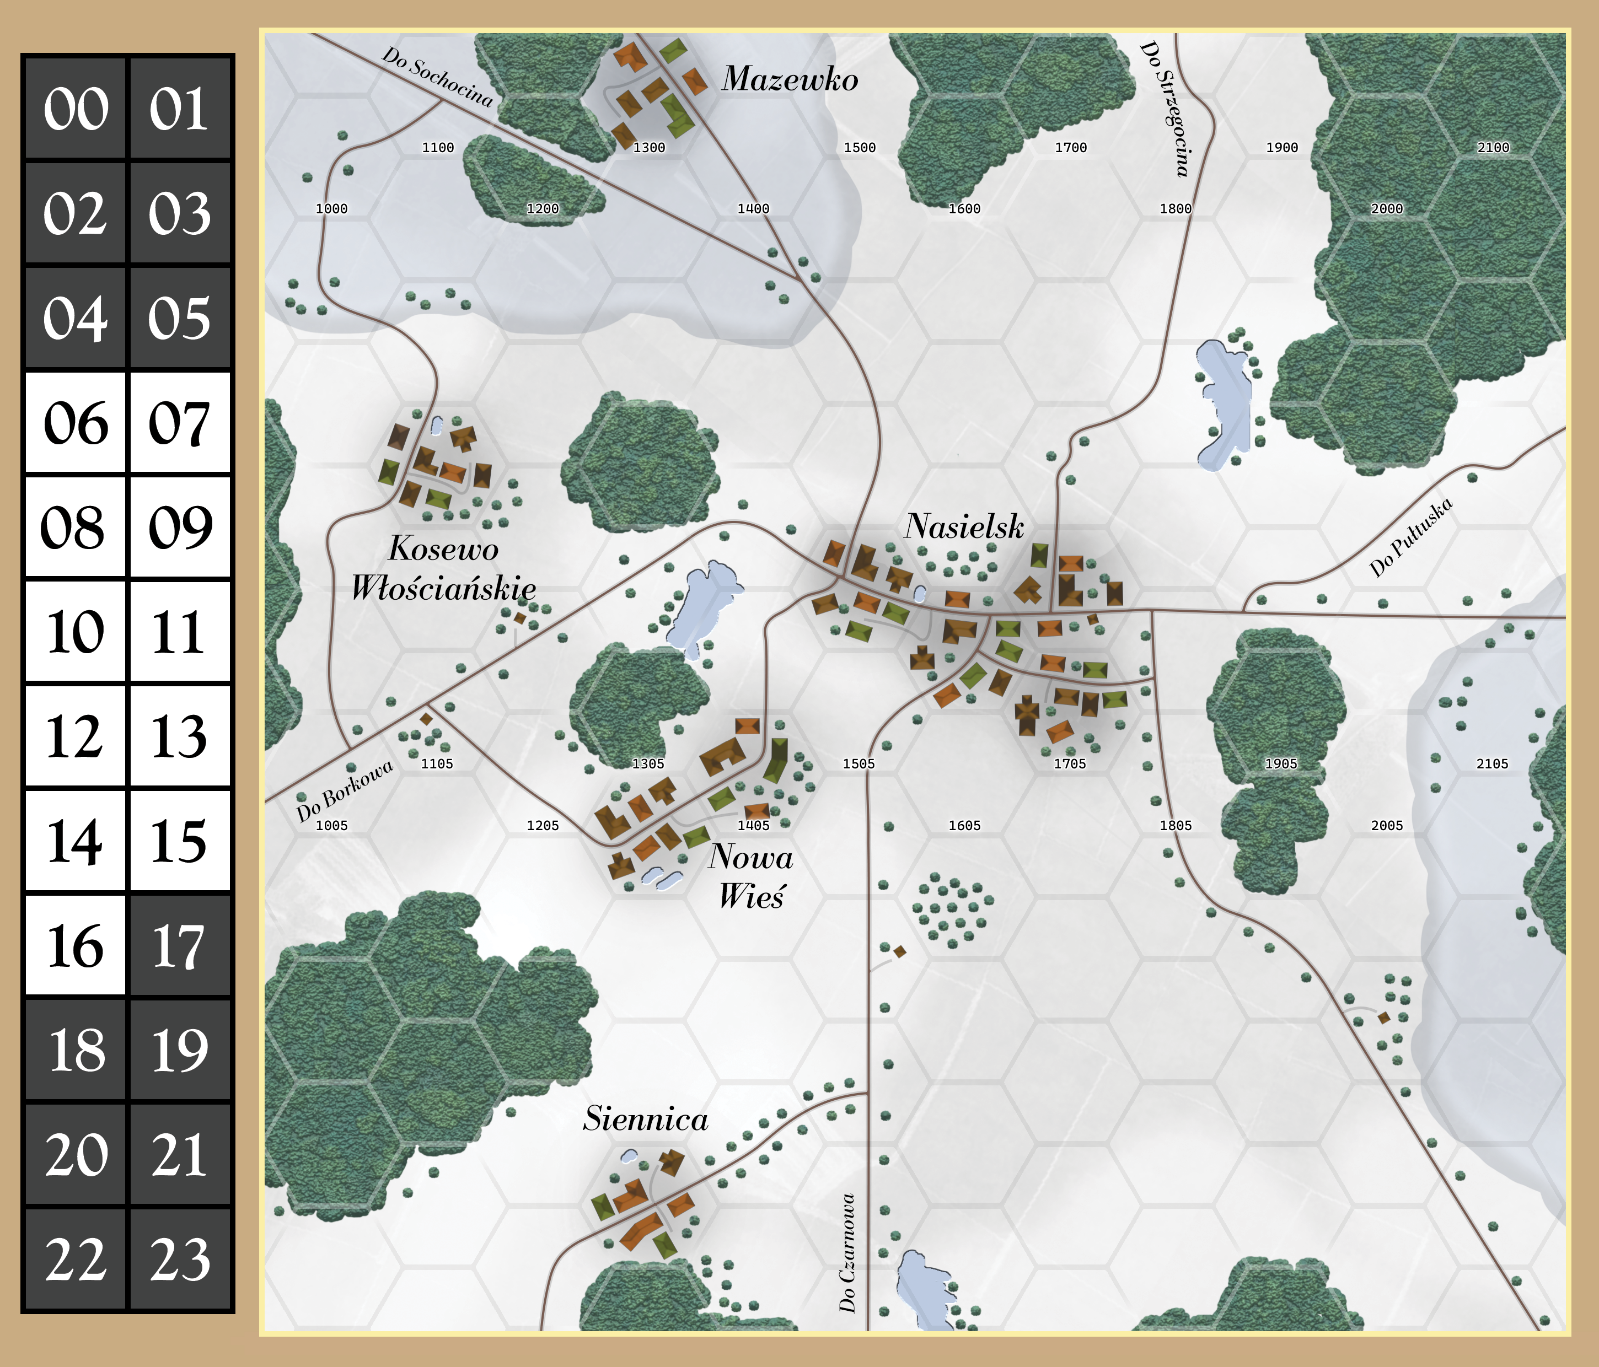 00 01
02 03
04 05
06 07
08 09
10 11
12 13
14 15
16 17
18 19
20 21
22 23
Do Sochocina
Mazewko
Do Strzegocina
1100 1300 1500 1700 1900 2100
1000 1200 1400 1600 1800 2000
Nasielsk
Kosewo
Włościańskie
Do Pułtuska
1105 1305 1505 1705 1905 2105
Do Borkowa
1005 1205 1405 1605 1805 2005
Nowa
Wieś
Siennica
Do Czarnowa